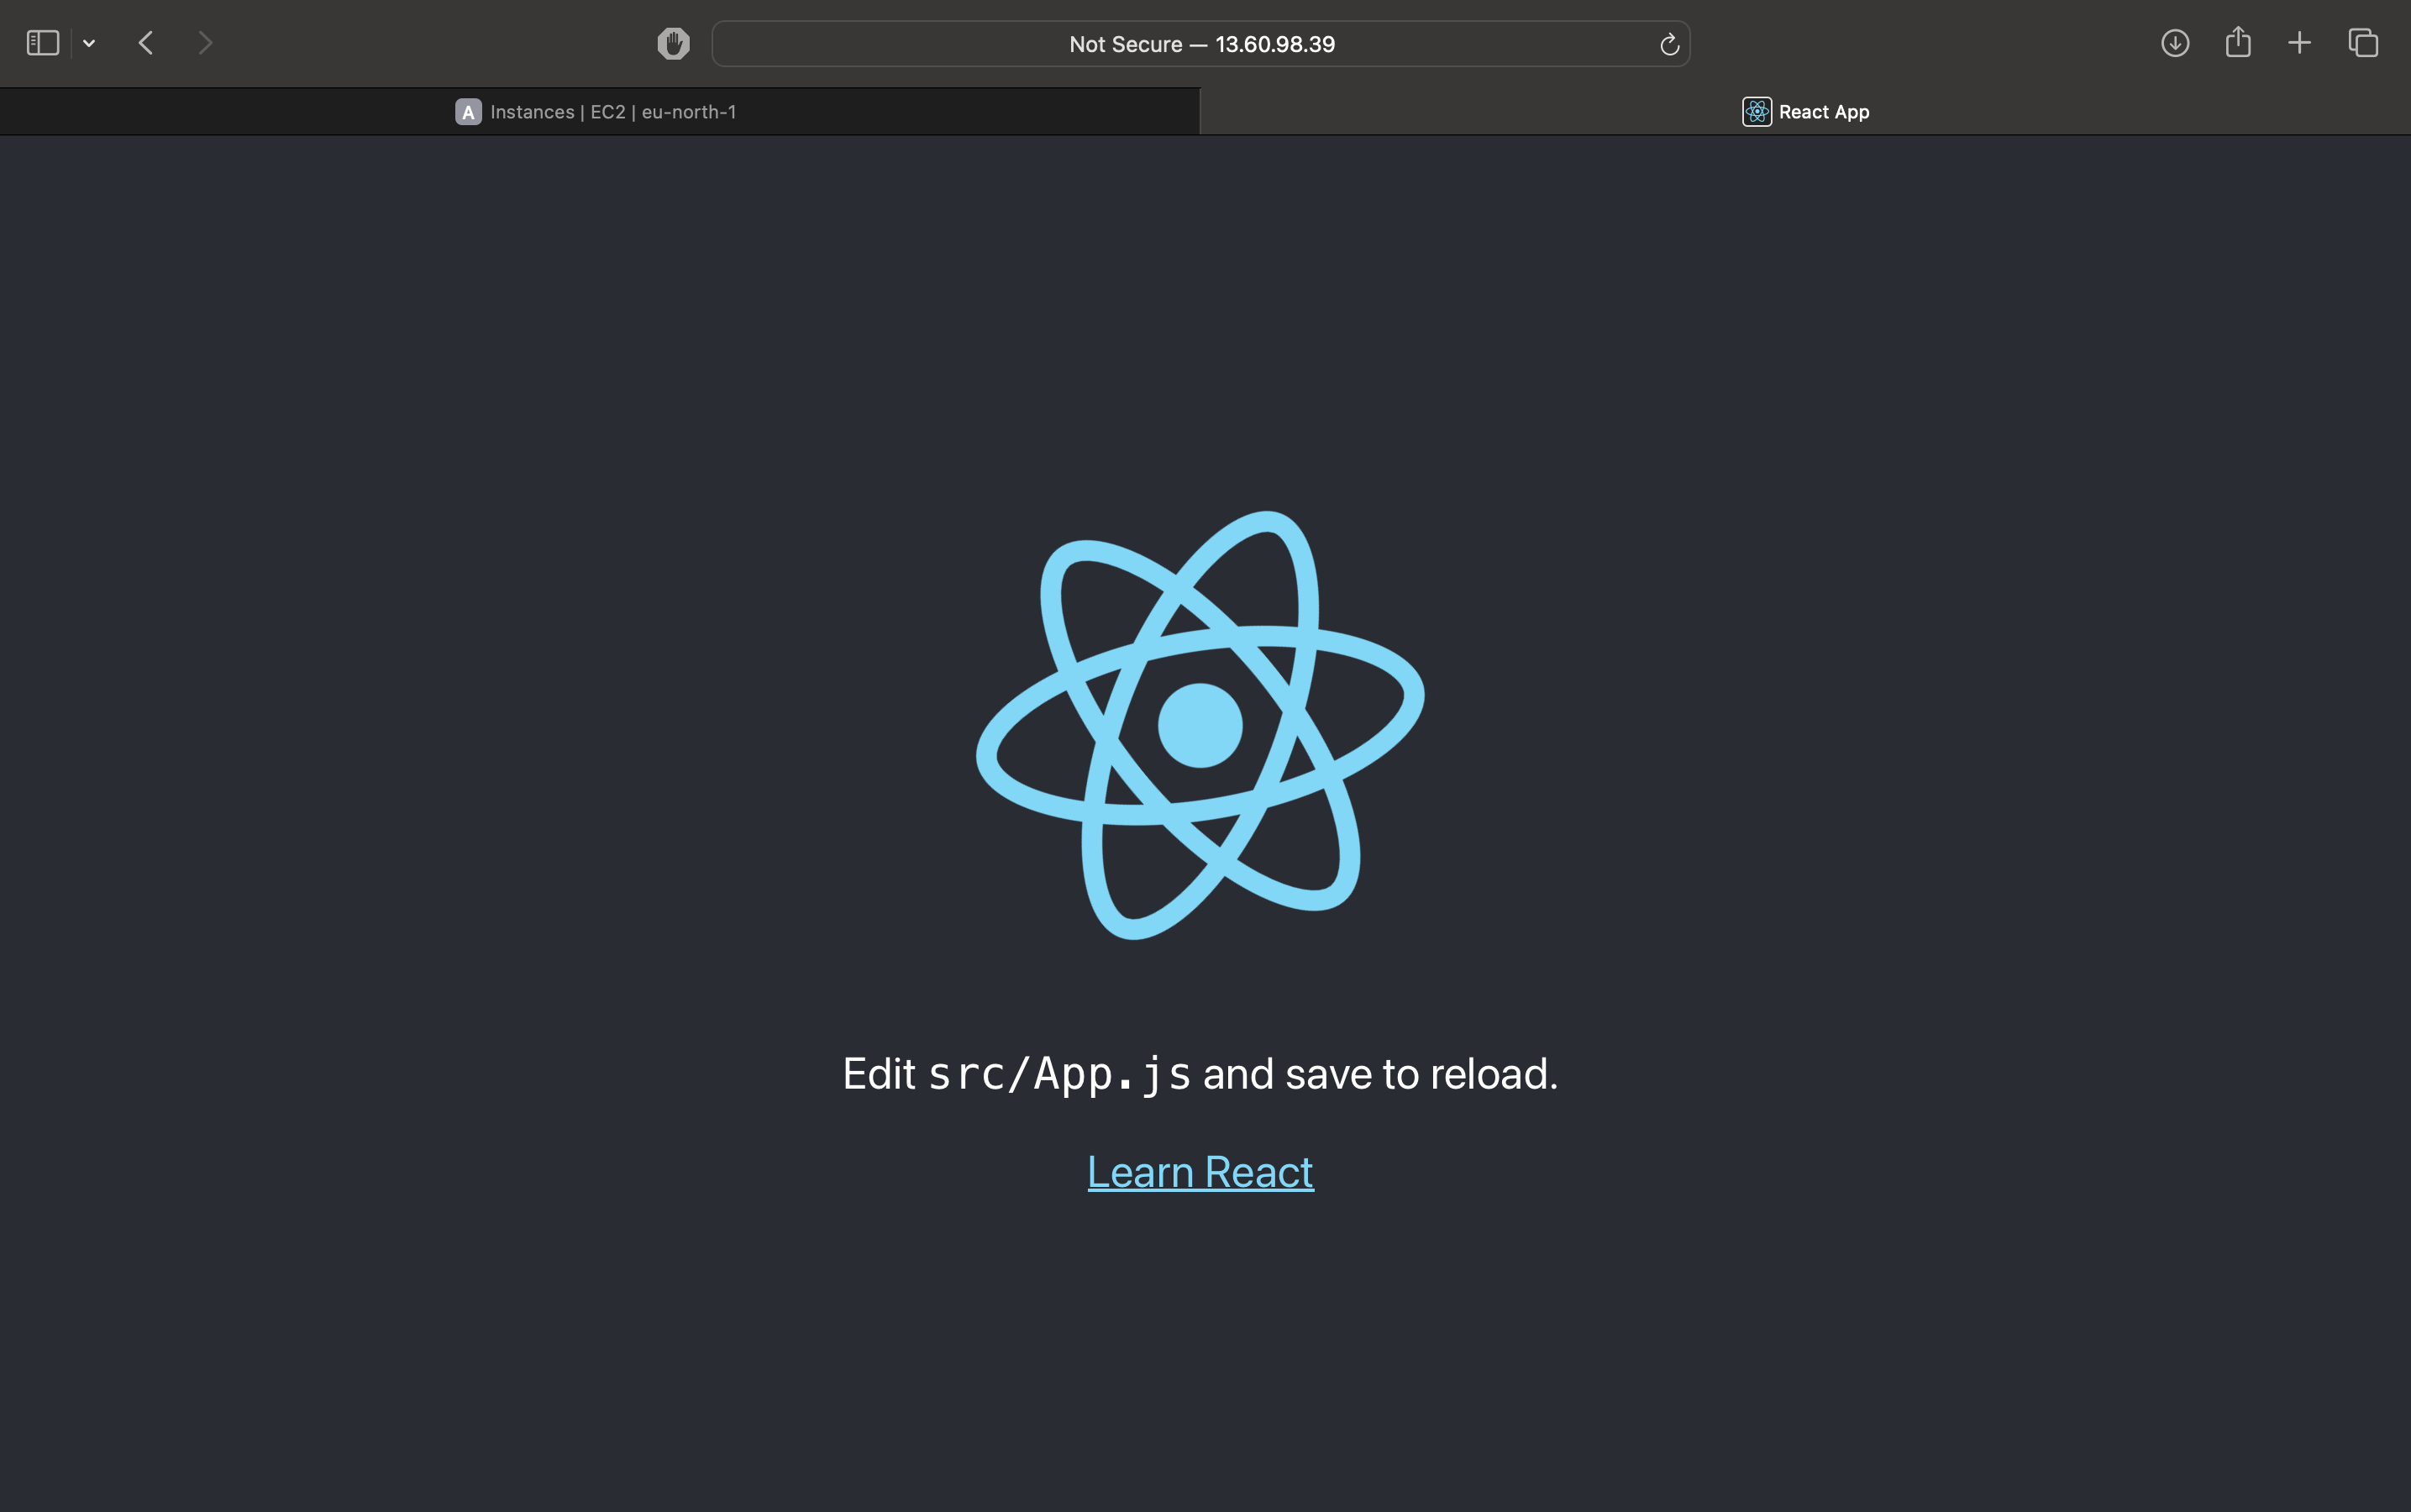 Not Secure — 13.60.98.39
A Instances | EC2 | eu-north-1
React App
Edit src/App.js and save to reload.
Learn React